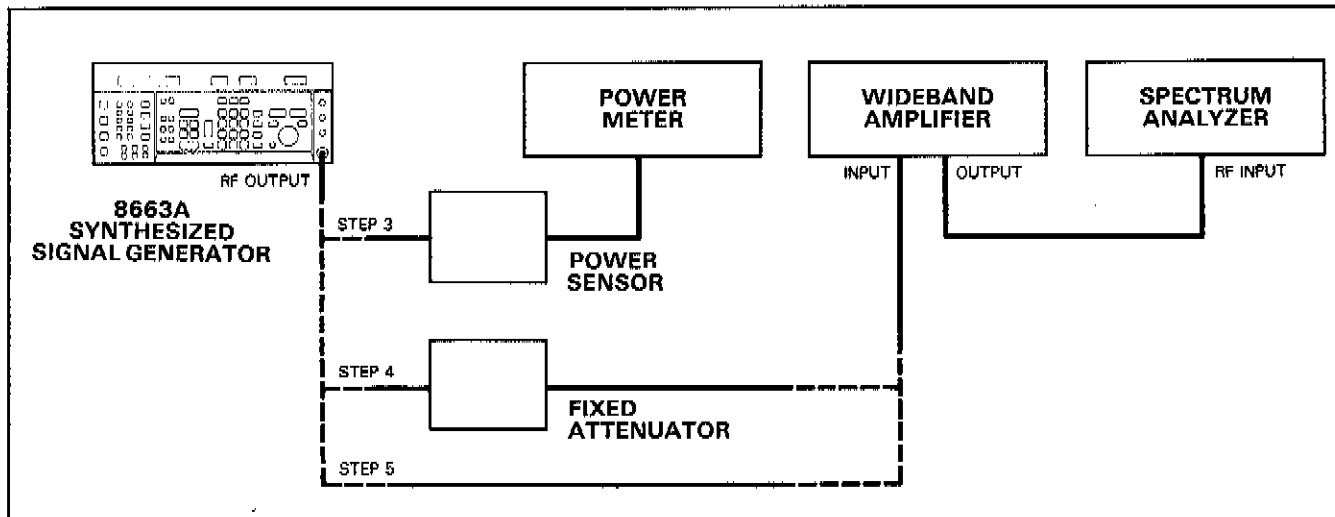 POWER
METER
WIDEBAND
AMPLIFIER
SPECTRUM
ANALYZER
RF OUTPUT
INPUT
OUTPUT
RF INPUT
8663A
SYNTHESIZED
SIGNAL GENERATOR
STEP 3
POWER
SENSOR
STEP 4
FIXED
ATTENUATOR
STEP 5